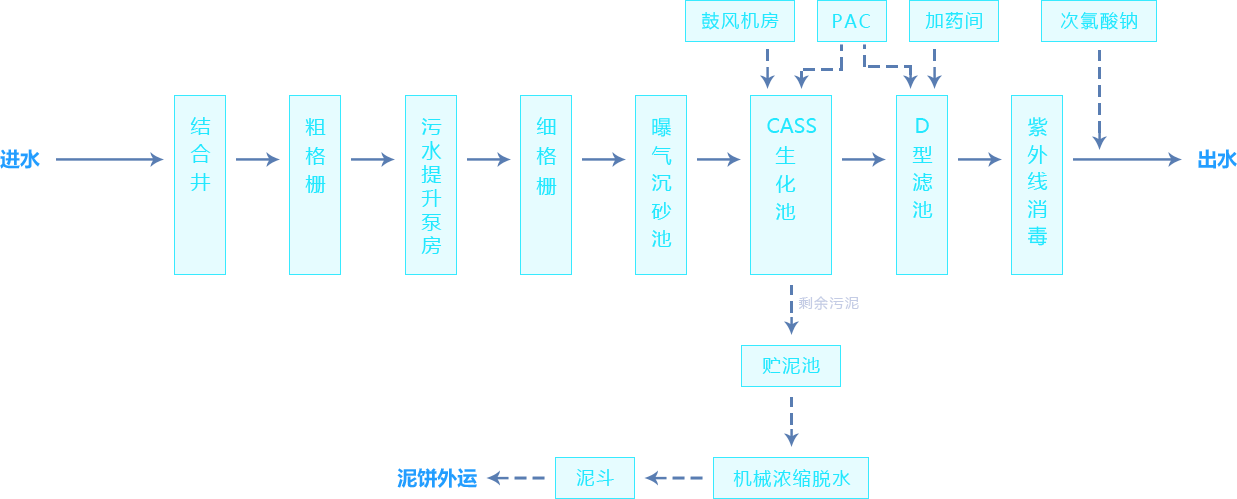 鼓风机房
PAC
加药间
次氯酸钠
进水
结合井
粗格栅
污水提升泵房
细格栅
曝气沉砂池
CASS生化池
D型滤池
紫外线消毒
出水
剩余污泥
贮泥池
泥饼外运
泥斗
机械浓缩脱水